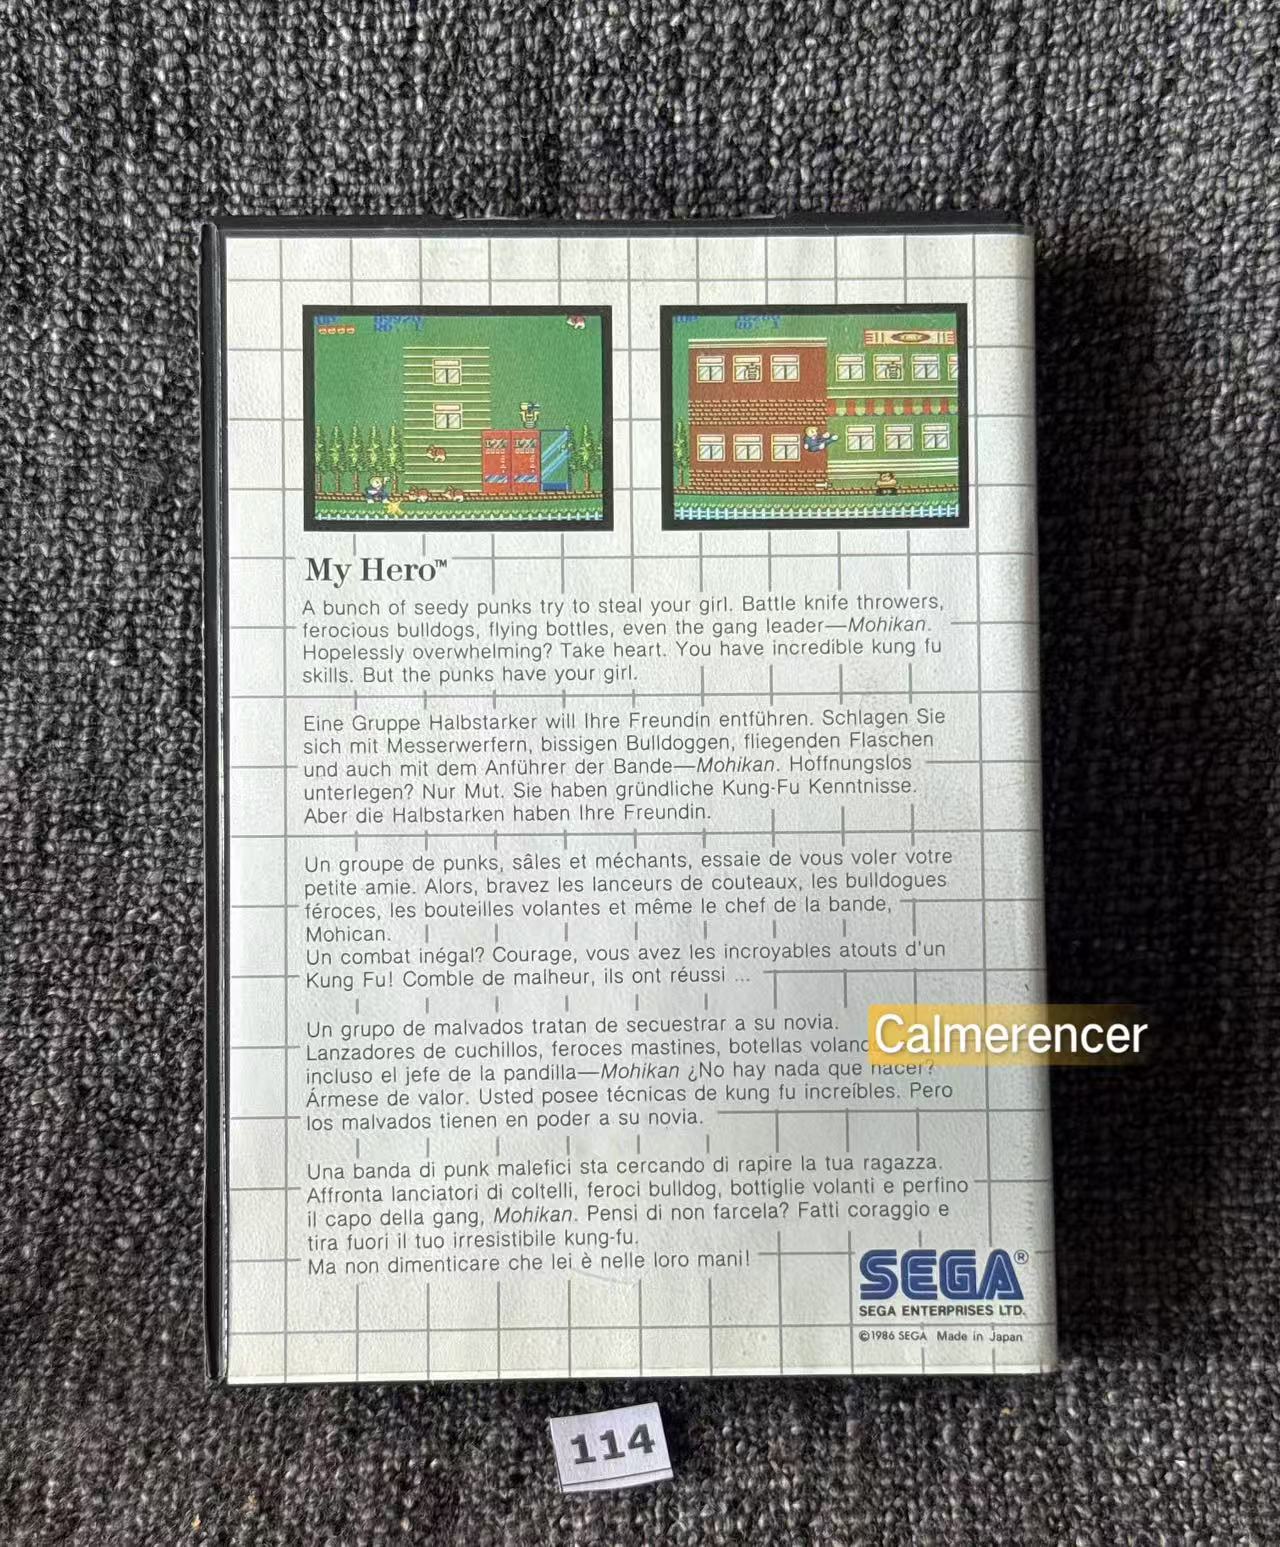 My Hero™
A bunch of seedy punks try to steal your girl. Battle knife throwers,
ferocious bulldogs, flying bottles, even the gang leader—Mohikan.
Hopelessly overwhelming? Take heart. You have incredible kung fu
skills. But the punks have your girl.
Eine Gruppe Halbstarker will Ihre Freundin entführen. Schlagen Sie
sich mit Messerwerfern, bissigen Bulldoggen, fliegenden Flaschen
und auch mit dem Anführer der Bande—Mohikan. Hoffnungslos
unterlegen? Nur Mut. Sie haben gründliche Kung-Fu Kenntnisse.
Aber die Halbstarken haben Ihre Freundin.
Un groupe de punks, sâles et méchants, essaie de vous voler votre
petite amie. Alors, bravez les lanceurs de couteaux, les bulldogues
féroces, les bouteilles volantes et même le chef de la bande,
Mohican.
Un combat inégal? Courage, vous avez les incroyables atouts d'un
Kung Fu! Comble de malheur, ils ont réussi ...
Un grupo de malvados tratan de secuestrar a su novia.
Calmerencer
Lanzadores de cuchillos, feroces mastines, botellas
incluso el jefe de la pandilla—Mohikan ¿No hay nada que hacer?
Ármese de valor. Usted posee técnicas de kung fu increíbles. Pero
los malvados tienen en poder a su novia.
Una banda di punk malefici sta cercando di rapire la tua ragazza.
Affronta lanciatori di coltelli, feroci bulldog, bottiglie volanti e perfino
il capo della gang, Mohikan. Pensi di non farcela? Fatti coraggio e
tira fuori il tuo irresistibile kung-fu.
Ma non dimenticare che lei è nelle loro mani!
SEGA®
SEGA ENTERPRISES LTD.
©1986 SEGA Made in Japan
114